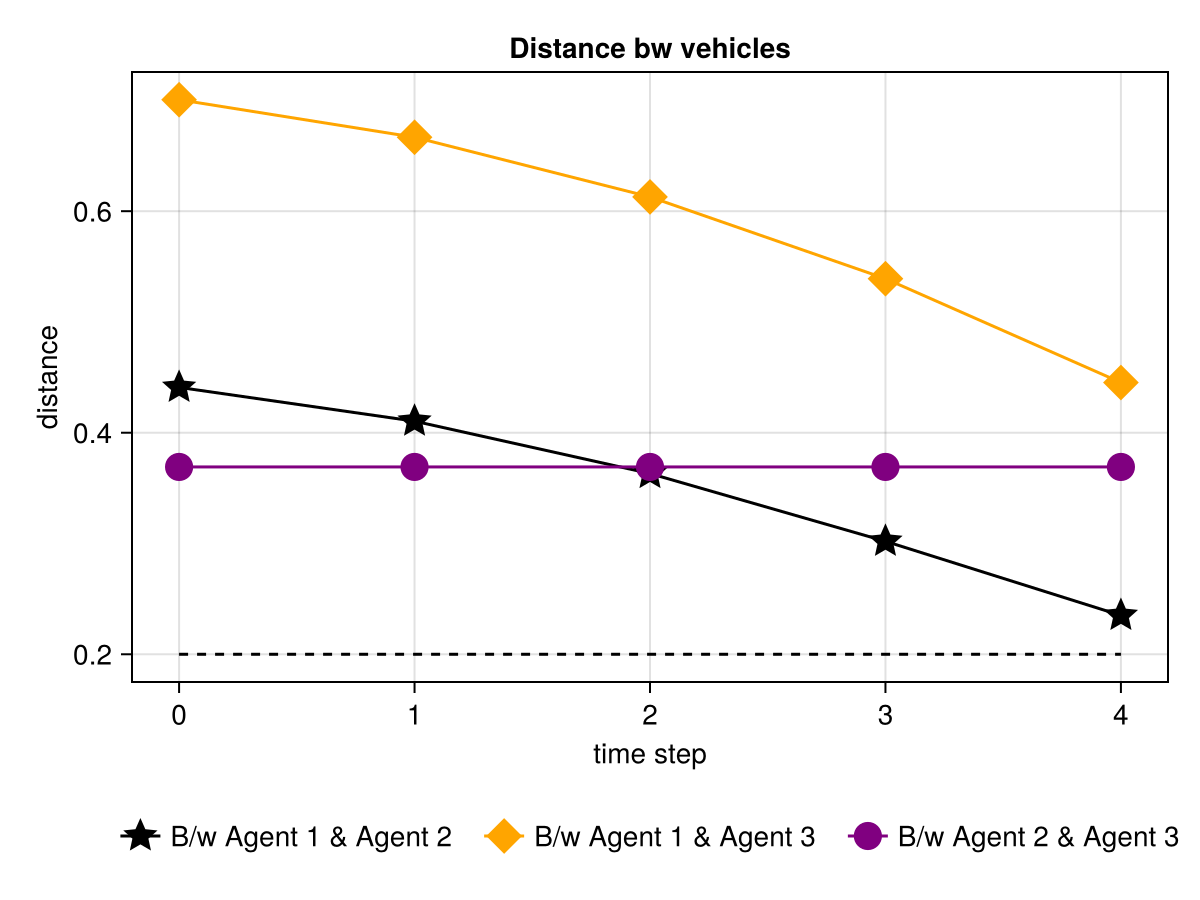 Distance bw vehicles
distance
0.6
0.4
0.2
0 1 2 3 4
time step
B/w Agent 1 & Agent 2 B/w Agent 1 & Agent 3 B/w Agent 2 & Agent 3